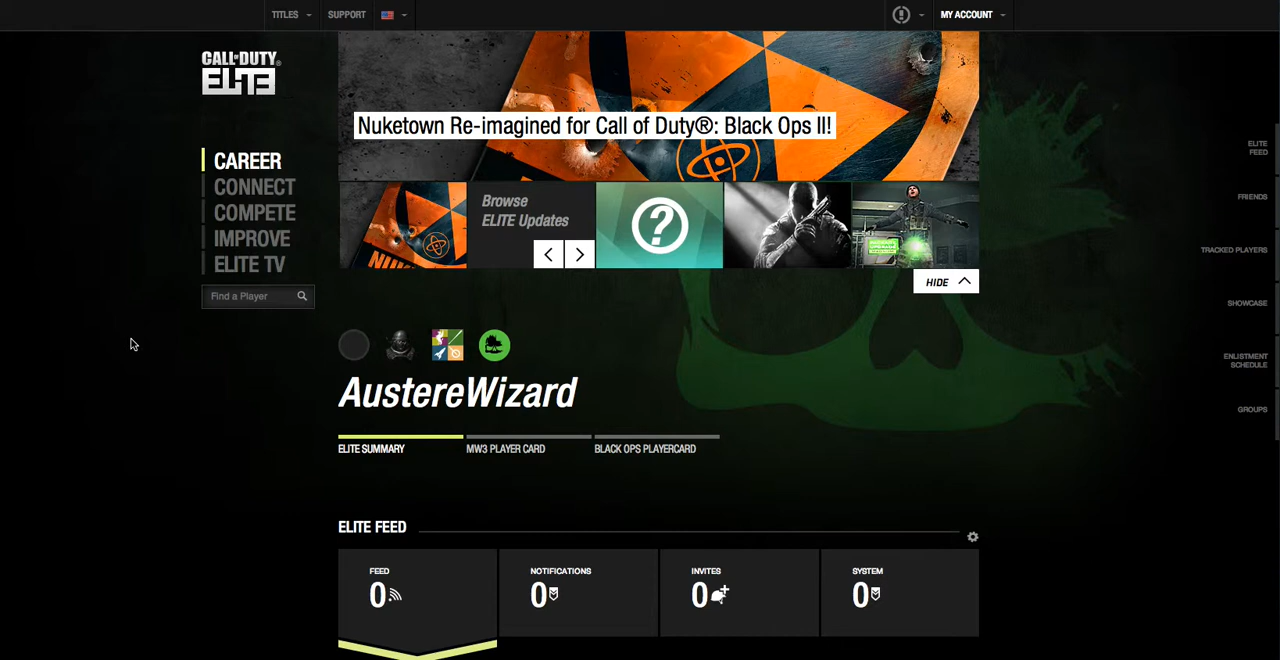 TITLES
SUPPORT
MY ACCOUNT
CALL OF DUTY®
ELITE
CAREER
CONNECT
COMPETE
IMPROVE
ELITE TV
Find a Player
Nuketown Re-imagined for Call of Duty®: Black Ops II!
Browse
ELITE Updates
HIDE
AustereWizard
ELITE SUMMARY
MW3 PLAYER CARD
BLACK OPS PLAYERCARD
ELITE FEED
FEED
0
NOTIFICATIONS
0
INVITES
0
SYSTEM
0
ELITE
FEED
FRIENDS
TRACKED PLAYERS
SHOWCASE
ENLISTMENT
SCHEDULE
GROUPS